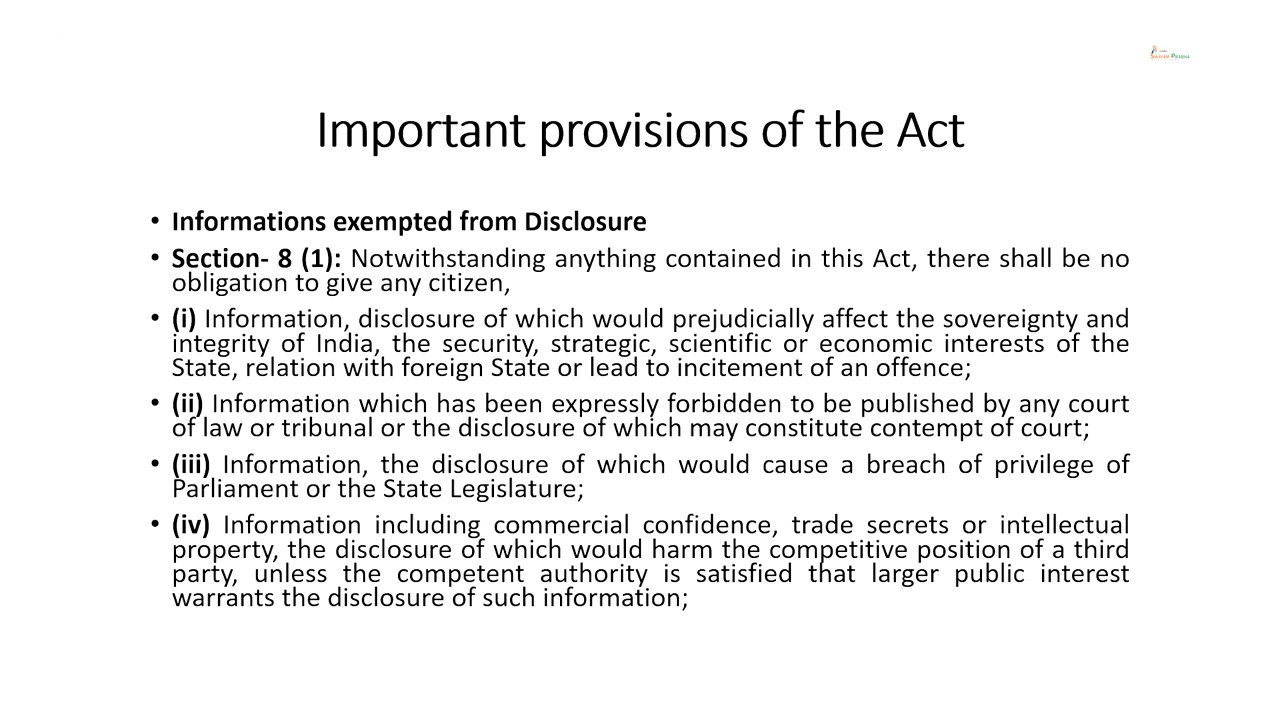 Important provisions of the Act
• Informations exempted from Disclosure
• Section- 8 (1): Notwithstanding anything contained in this Act, there shall be no
obligation to give any citizen,
• (i) Information, disclosure of which would prejudicially affect the sovereignty and
integrity of India, the security, strategic, scientific or economic interests of the
State, relation with foreign State or lead to incitement of an offence;
• (ii) Information which has been expressly forbidden to be published by any court
of law or tribunal or the disclosure of which may constitute contempt of court;
• (iii) Information, the disclosure of which would cause a breach of privilege of
Parliament or the State Legislature;
• (iv) Information including commercial confidence, trade secrets or intellectual
property, the disclosure of which would harm the competitive position of a third
party, unless the competent authority is satisfied that larger public interest
warrants the disclosure of such information;